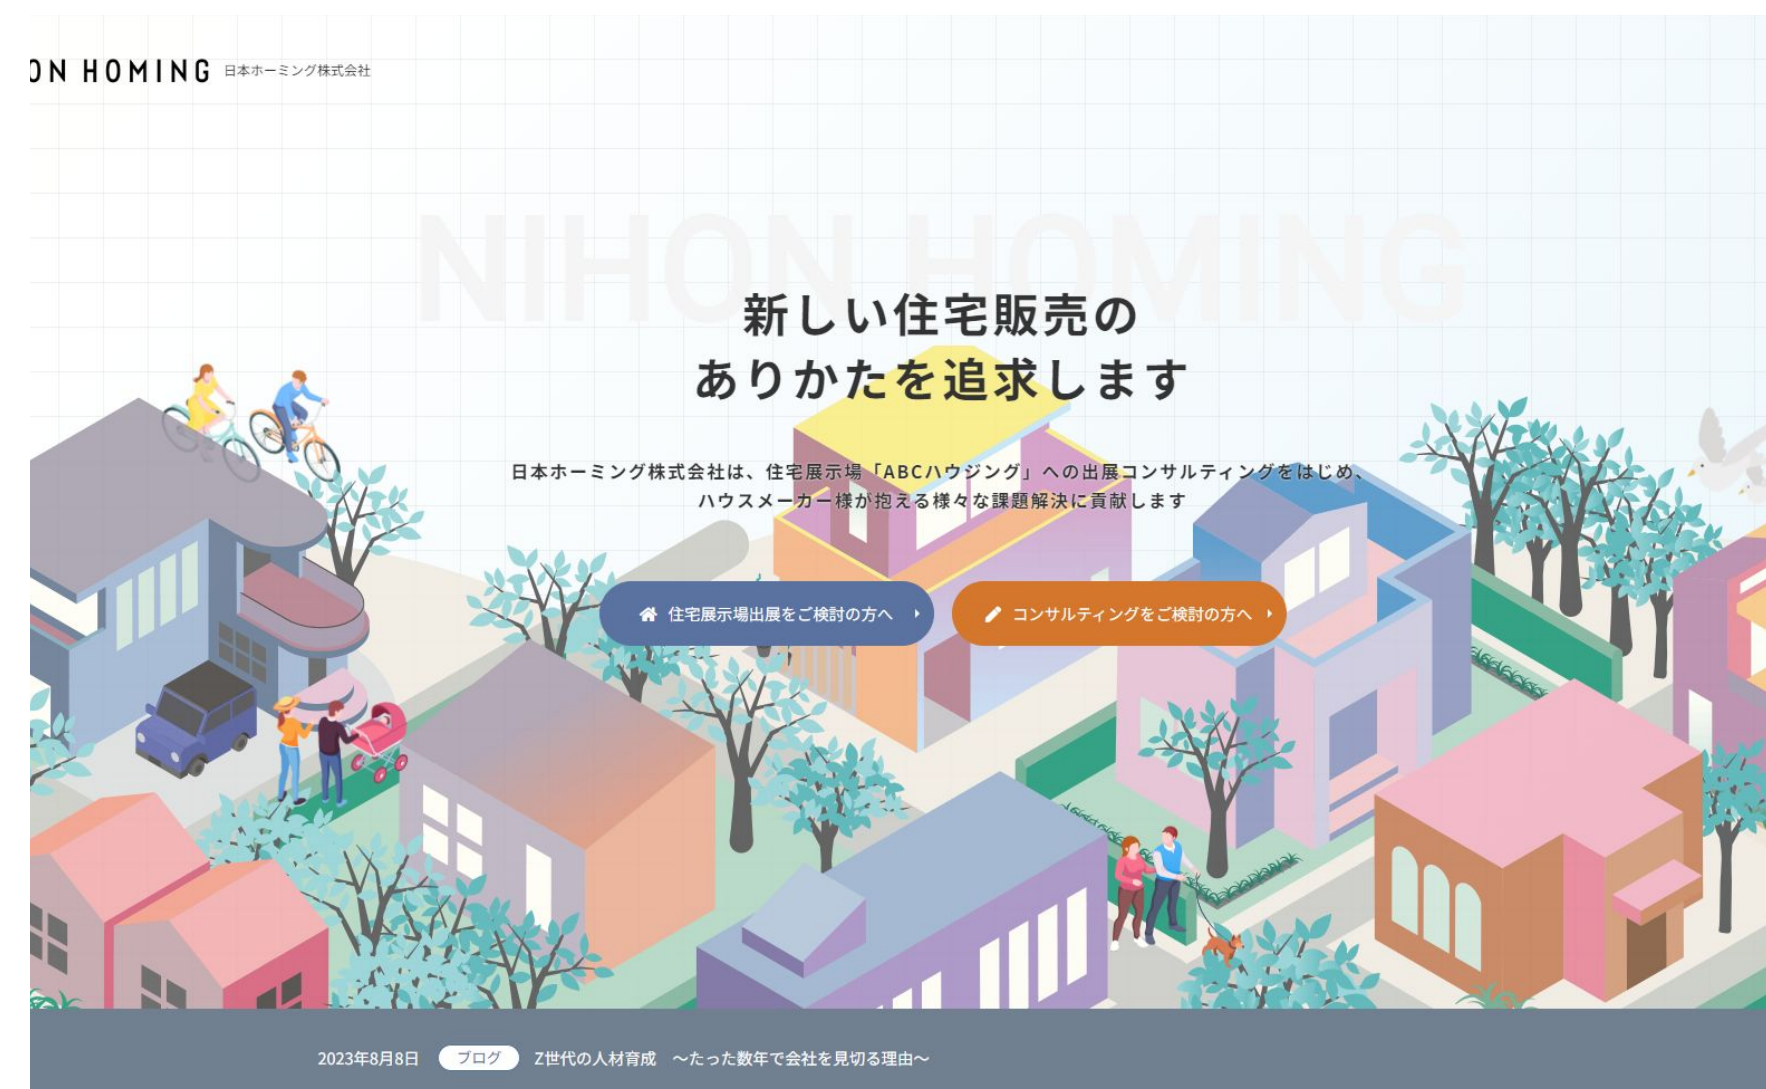 ON HOMING 日本ホーミング株式会社
NIHON HOMING
新しい住宅販売の
ありかたを追求します
日本ホーミング株式会社は、住宅展示場「ABCハウジング」への出展コンサルティングをはじめ、
ハウスメーカー様が抱える様々な課題解決に貢献します
住宅展示場出展をご検討の方へ
コンサルティングをご検討の方へ
2023年8月8日 ブログ Z世代の人材育成 〜たった数年で会社を見切る理由〜